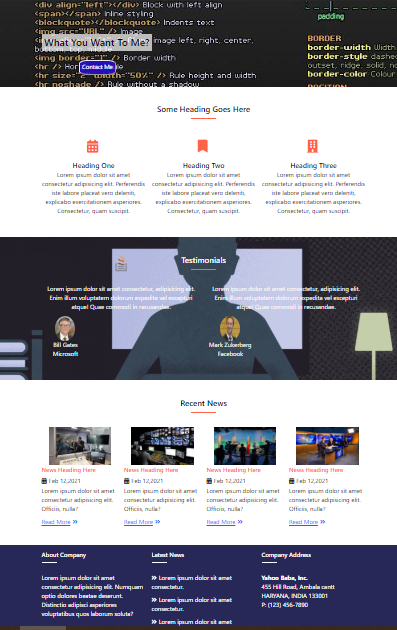 <div align="left"></div> Block with left align
<span></span> Inline styling
<blockquote></blockquote> Indents text
<img src="URL" /> Image
image left, right, center,
bottom, top, middle
<img border="1" /> Border width
<hr />
<hr size="2" width="50%" /> Rule height and width
<hr noshade /> Rule without a shade
What You Want To Me?
Contact Me
padding
BORDER
border-width Width
border-style dashed
outset, ridge, solid, no
border-color Colour
Some Heading Goes Here
Heading One
Lorem ipsum dolor sit amet
consectetur adipisicing elit. Perferendis
iste labore placeat vero deleniti,
explicabo exercitationem asperiores.
Consectetur, quam suscipit.
Heading Two
Lorem ipsum dolor sit amet
consectetur adipisicing elit. Perferendis
iste labore placeat vero deleniti,
explicabo exercitationem asperiores.
Consectetur, quam suscipit.
Heading Three
Lorem ipsum dolor sit amet
consectetur adipisicing elit. Perferendis
iste labore placeat vero deleniti,
explicabo exercitationem asperiores.
Consectetur, quam suscipit.
Testimonials
Lorem ipsum dolor sit amet consectetur, adipisicing elit.
Enim illum voluptatem dolorum expedita vel excepturi
atque! Quae commodi in recusandae.
Bill Gates
Microsoft
Lorem ipsum dolor sit amet consectetur, adipisicing elit.
Enim illum voluptatem dolorum expedita vel excepturi
atque! Quae commodi in recusandae.
Mark Zukerberg
Facebook
Recent News
News Heading Here
Feb 12,2021
Lorem ipsum dolor sit amet
consectetur adipisicing elit.
Officiis, nulla?
Read More
News Heading Here
Feb 12,2021
Lorem ipsum dolor sit amet
consectetur adipisicing elit.
Officiis, nulla?
Read More
News Heading Here
Feb 12,2021
Lorem ipsum dolor sit amet
consectetur adipisicing elit.
Officiis, nulla?
Read More
News Heading Here
Feb 12,2021
Lorem ipsum dolor sit amet
consectetur adipisicing elit.
Officiis, nulla?
Read More
About Company
Lorem ipsum dolor sit amet
consectetur adipisicing elit. Numquam
optio dolores beatae deserunt.
Distinctio adipisci asperiores
voluptatibus quos laborum soluta?
Latest News
Lorem ipsum dolor sit amet
consectetur.
Lorem ipsum dolor sit amet
consectetur.
Lorem ipsum dolor sit amet
Company Address
Yahoo Baba, Inc.
455 Hill Road, Ambala cantt
HARYANA, INDIA 133001
P: (123) 456-7890